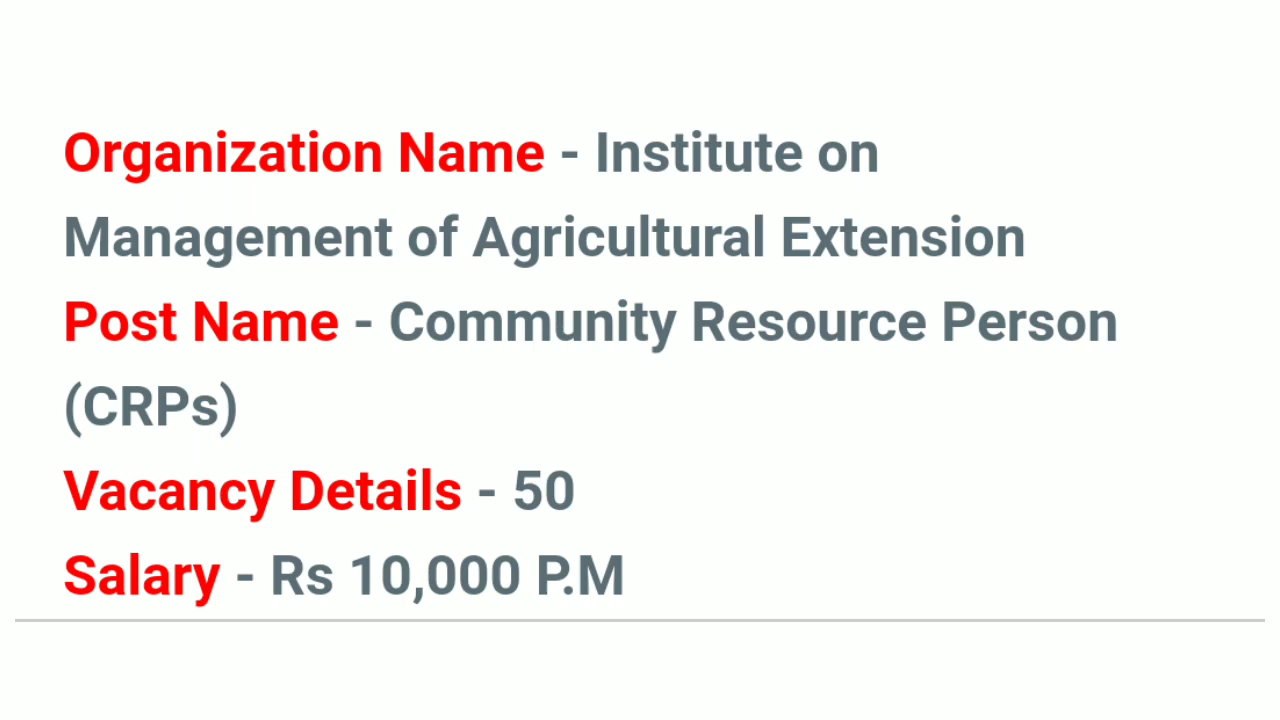 Organization Name - Institute on
Management of Agricultural Extension
Post Name - Community Resource Person
(CRPs)
Vacancy Details - 50
Salary - Rs 10,000 P.M